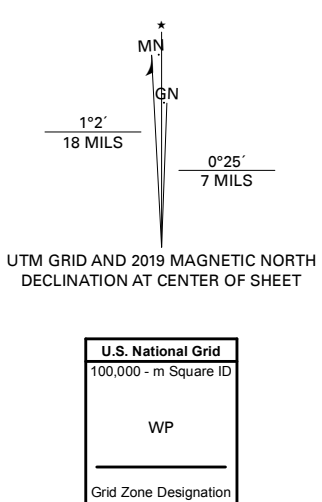 ★
MN
GN
1°2´
18 MILS
0°25´
7 MILS
UTM GRID AND 2019 MAGNETIC NORTH
DECLINATION AT CENTER OF SHEET
U.S. National Grid
100,000 - m Square ID
WP
Grid Zone Designation